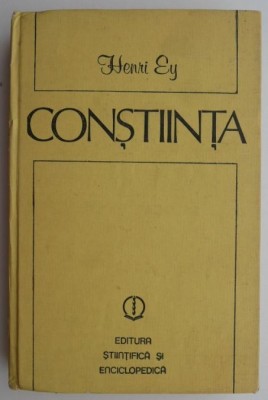 Henri Ey
CONȘTIINȚA
EDITURA
ȘTIINȚIFICĂ ȘI
ENCICLOPEDICĂ